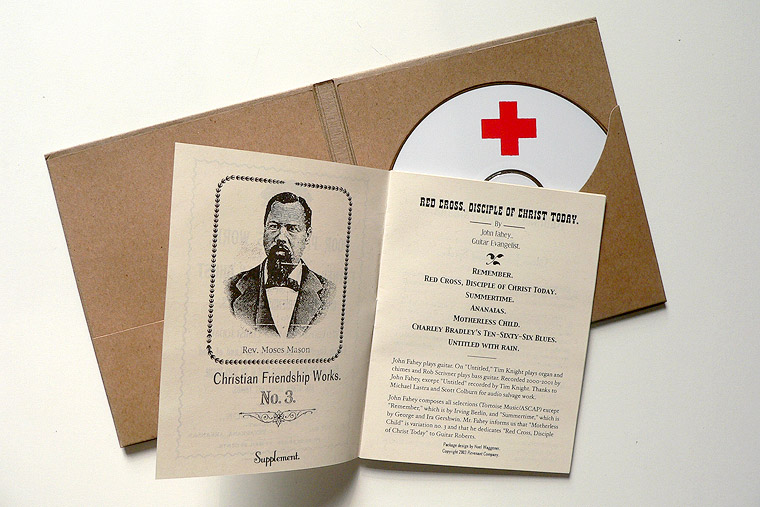 Rev. Moses Mason
Christian Friendship Works.
No. 3.
Supplement.
RED CROSS, DISCIPLE OF CHRIST TODAY.
By
John Fahey,
Guitar Evangelist.
Remember.
Red Cross, Disciple of Christ Today.
Summertime.
Ananaias.
Motherless Child.
Charley Bradley's Ten-Sixty-Six Blues.
Untitled with rain.
John Fahey plays guitar. On "Untitled," Tim Knight plays organ and
chimes and Rob Scrivner plays bass guitar. Recorded 2000-2001 by
John Fahey, except "Untitled" recorded by Tim Knight. Thanks to
Michael Lastra and Scott Colburn for audio salvage work.
John Fahey composes all selections (Tortoise Music/ASCAP) except
"Remember," which is by Irving Berlin, and "Summertime," which is
by George and Ira Gershwin. Mr. Fahey informs us that "Motherless
Child" is variation no. 3 and that he dedicates "Red Cross, Disciple
of Christ Today" to Guitar Roberts.
Package design by Noel Waggener.
Copyright 2002 Revenant Company.